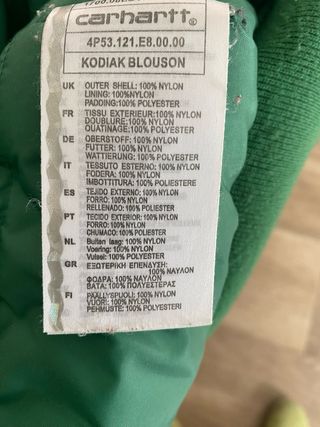 carhartt
4P53.121.E8.00.00
KODIAK BLOUSON
UK OUTER SHELL: 100% NYLON
LINING: 100%NYLON
PADDING:100% POLYESTER
FR TISSU EXTERIEUR:100% NYLON
DOUBLURE:100% NYLON
OUATINAGE:100% POLYESTER
DE OBERSTOFF: 100% NYLON
FUTTER: 100% NYLON
WATTIERUNG: 100% POLYESTER
IT TESSUTO ESTERNO: 100% NYLON
FODERA: 100% NYLON
IMBOTTITURA: 100% POLYESTER
ES TEJIDO EXTERNO: 100% NYLON
FORRO: 100% NYLON
RELLENADO: 100% POLYESTER
PT TECIDO EXTERIOR: 100% NYLON
FORRO: 100% NYLON
CHUMACO: 100% POLIESTER
NL Buiten laag: 100% NYLON
Voering: 100% NYLON
Vulsel: 100% POLYESTER
GR ΕΞΩΤΕΡΙΚΗ ΕΠΕΝΔΥΣΗ:
100% ΝΑΥΛΟΝ
ΦΟΔΡΑ: 100% ΝΑΥΛΟΝ
ΒΑΤΑ: 100% ΠΟΛΥΕΣΤΕΡΑΣ
FI PÄÄLLYSPUOLI: 100% NYLON
VUORI: 100% NYLON
PEHMUSTE: 100% POLYESTER